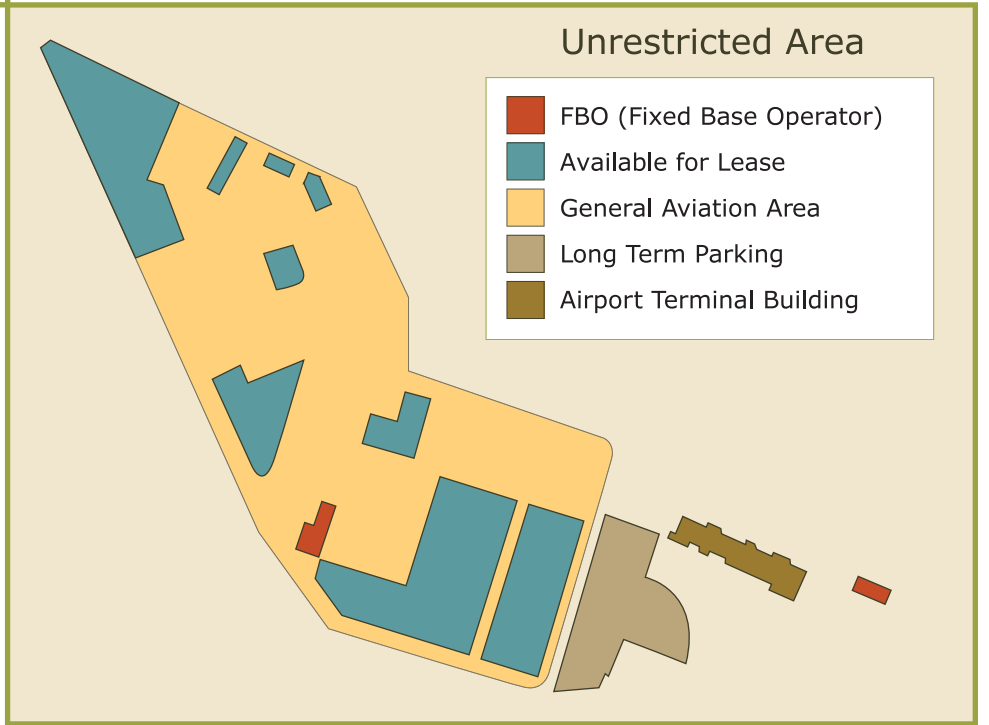 Unrestricted Area
FBO (Fixed Base Operator)
Available for Lease
General Aviation Area
Long Term Parking
Airport Terminal Building